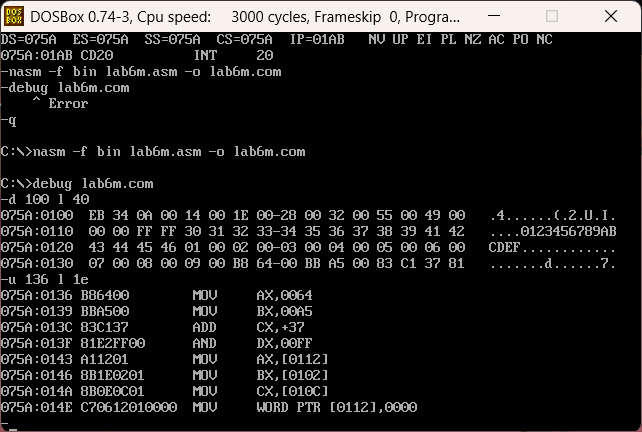 DOS BOX
DOSBox 0.74-3, Cpu speed: 3000 cycles, Frameskip 0, Progra...
DS=075A ES=075A SS=075A CS=075A IP=01AB NV UP EI PL NZ AC PO NC
075A:01AB CD20 INT 20
-nasm -f bin lab6m.asm -o lab6m.com
-debug lab6m.com
^ Error
-q
C:\>nasm -f bin lab6m.asm -o lab6m.com
C:\>debug lab6m.com
-d 100 l 40
075A:0100 EB 34 0A 00 14 00 1E 00-28 00 32 00 55 00 49 00 .4......(.2.U.I.
075A:0110 00 00 FF FF 30 31 32 33-34 35 36 37 38 39 41 42 ....0123456789AB
075A:0120 43 44 45 46 01 00 02 00-03 00 04 00 05 00 06 00 CDEF............
075A:0130 07 00 08 00 09 00 B8 64-00 BB A5 00 83 C1 37 81 .......d......7.
-u 136 l 1e
075A:0136 B86400 MOV AX,0064
075A:0139 BBA500 MOV BX,00A5
075A:013C 83C137 ADD CX,+37
075A:013F 81E2FF00 AND DX,00FF
075A:0143 A11201 MOV AX,[0112]
075A:0146 8B1E0201 MOV BX,[0102]
075A:014A 8B0E0C01 MOV CX,[010C]
075A:014E C70612010000 MOV WORD PTR [0112],0000
-